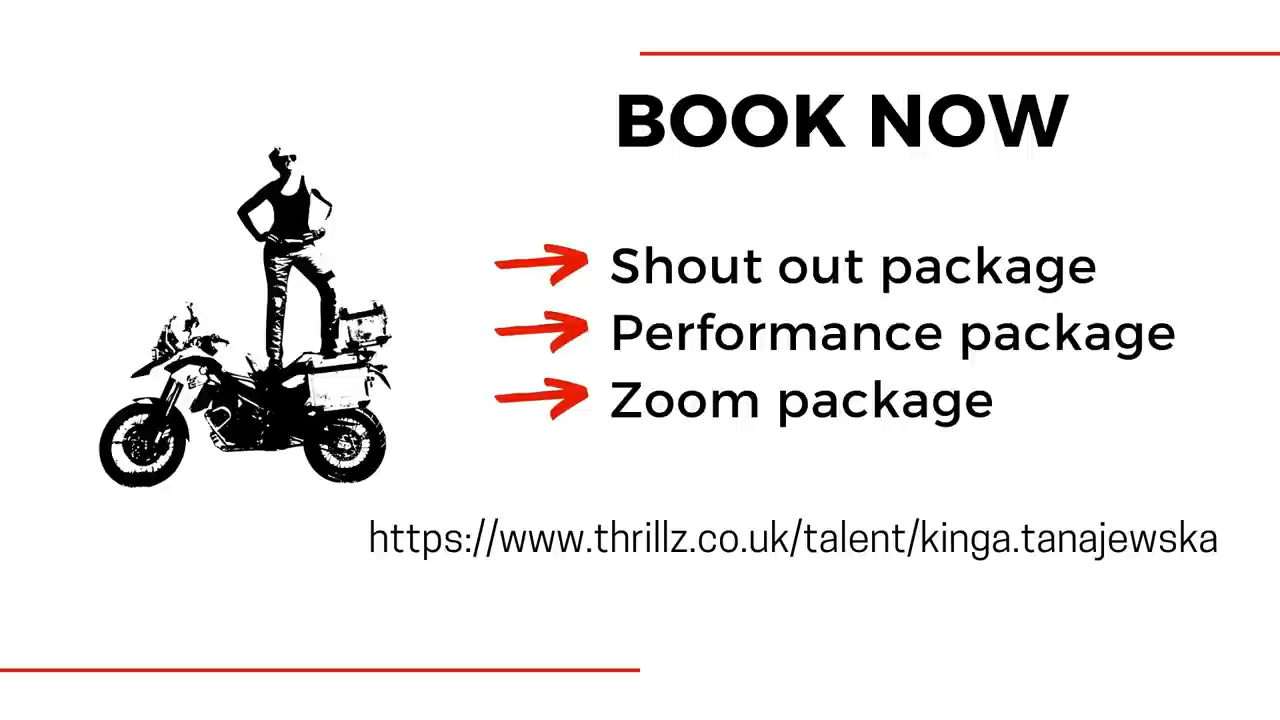 BOOK NOW
Shout out package
Performance package
Zoom package
https://www.thrillz.co.uk/talent/kinga.tanajewska